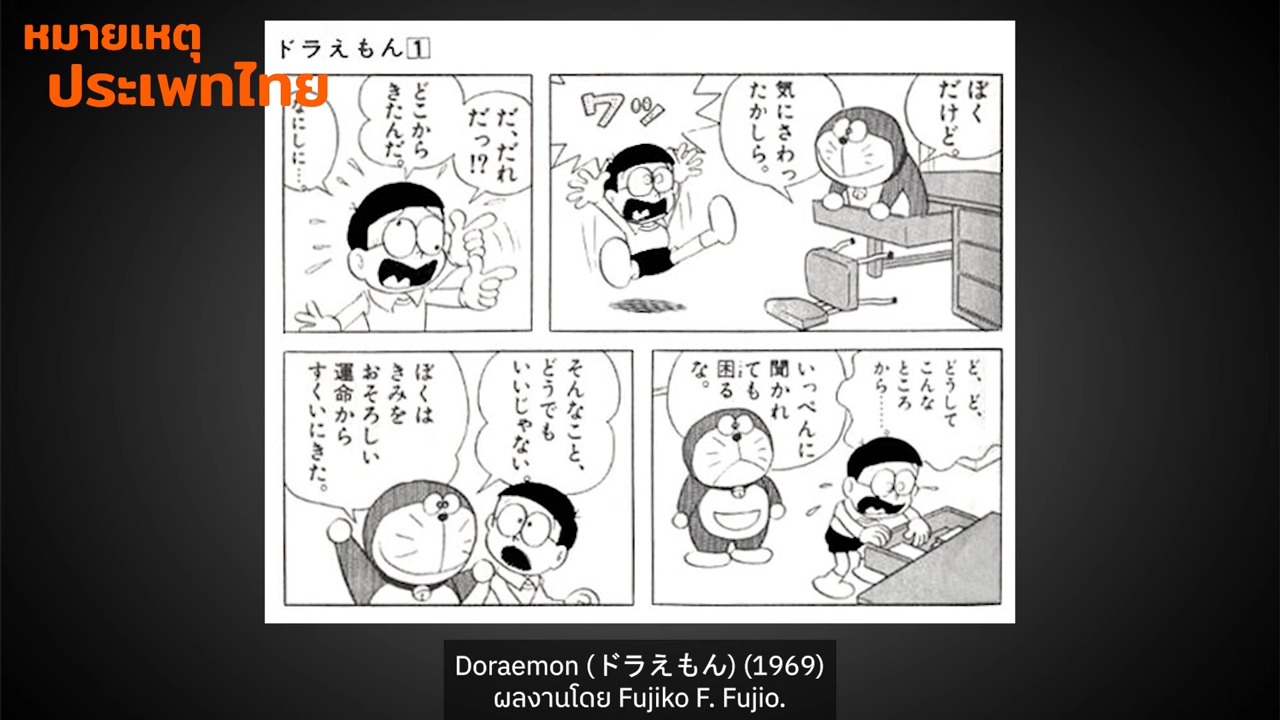 หมายเหตุ
ประเพทไทย
ドラえもん1
ぼく
だけど。
気にさわっ
たかしら。
ワッ
だ、だれ
だっ!?
どこから
きたんだ。
なにしに…。
ど、ど、
どうして
こんな
ところ
から……
いっぺんに
聞かれ
ても
困る
な。
そんなこと、
どうでも
いいじゃない。
ぼくは
きみを
おそろしい
運命から
すくいにきた。
Doraemon (ドラえもん) (1969)
ผลงานโดย Fujiko F. Fujio.